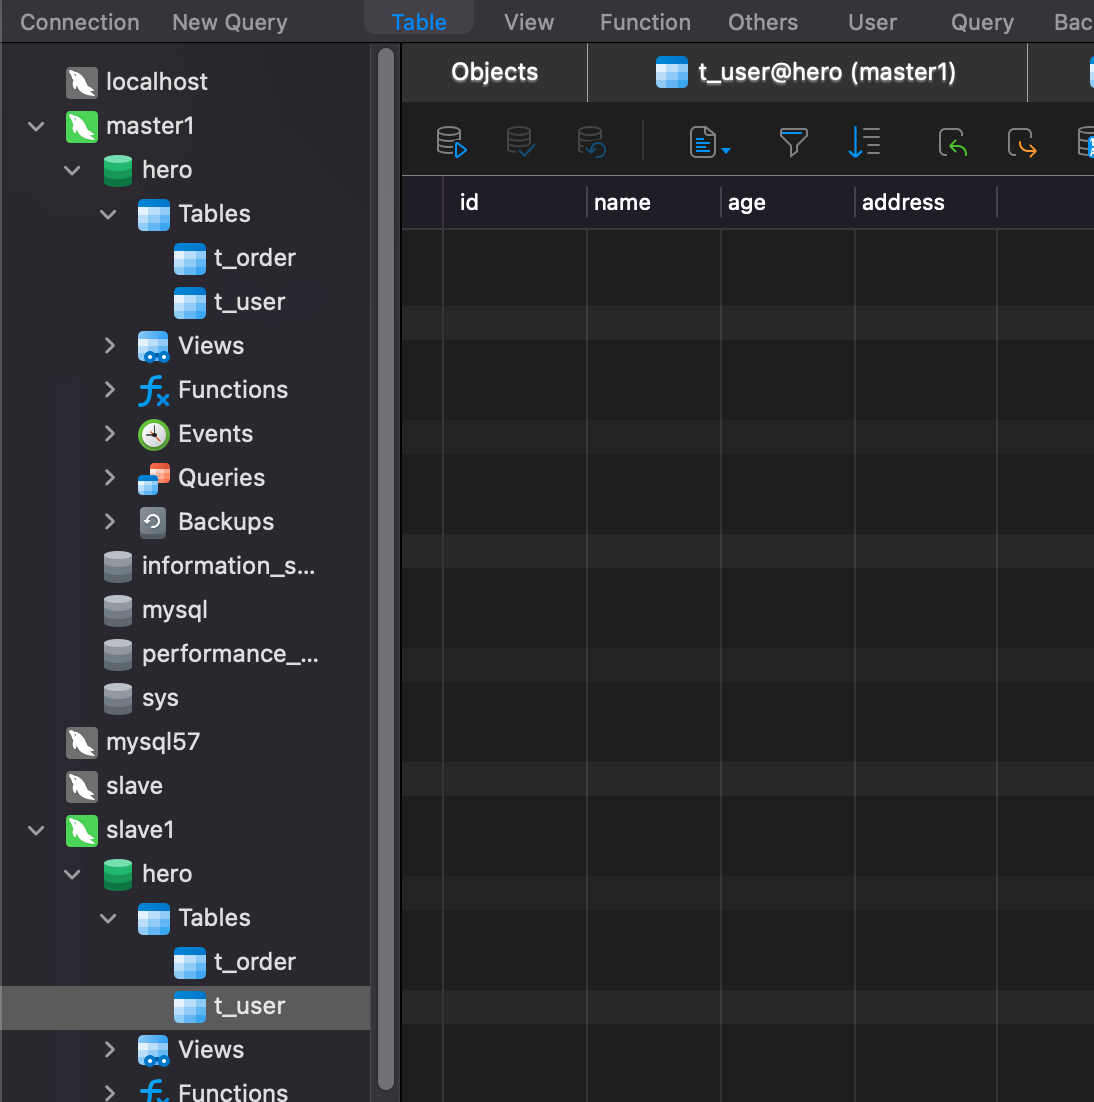 Connection New Query Table View Function Others User Query Bac
Objects t_user@hero (master1)
id name age address
localhost
master1
hero
Tables
t_order
t_user
Views
Functions
Events
Queries
Backups
information_s...
mysql
performance_...
sys
mysql57
slave
slave1
hero
Tables
t_order
t_user
Views
Functions